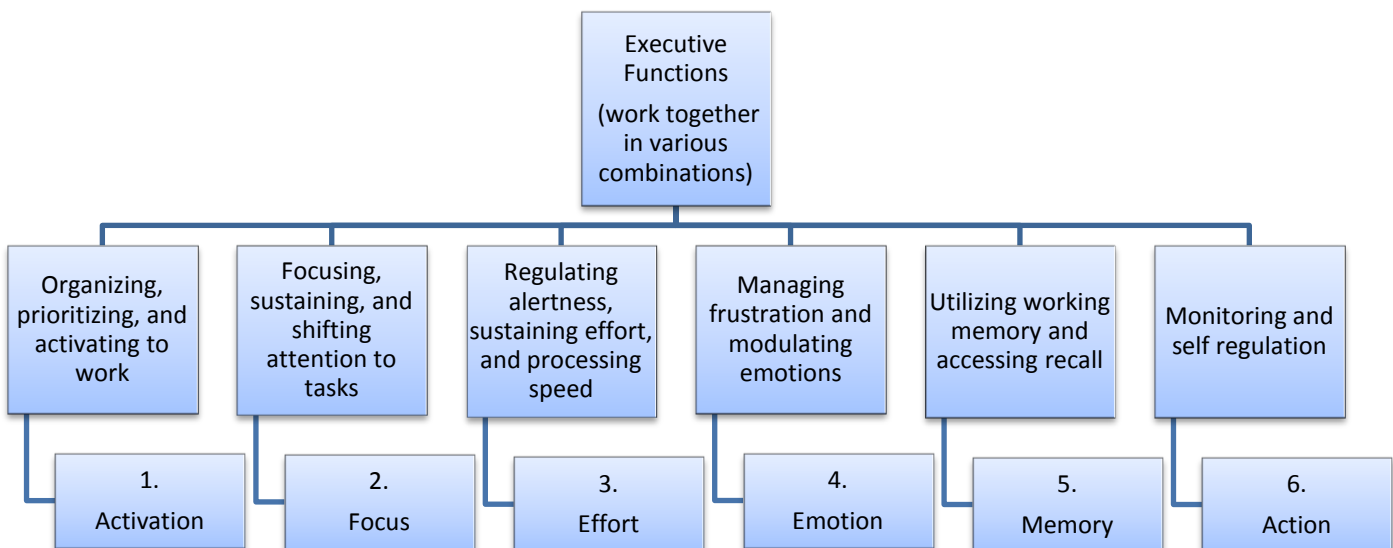 Executive
Functions
(work together
in various
combinations)
Organizing,
prioritizing, and
activating to
work
Focusing,
sustaining, and
shifting
attention to
tasks
Regulating
alertness,
sustaining effort,
and processing
speed
Managing
frustration and
modulating
emotions
Utilizing working
memory and
accessing recall
Monitoring and
self regulation
1.
Activation
2.
Focus
3.
Effort
4.
Emotion
5.
Memory
6.
Action